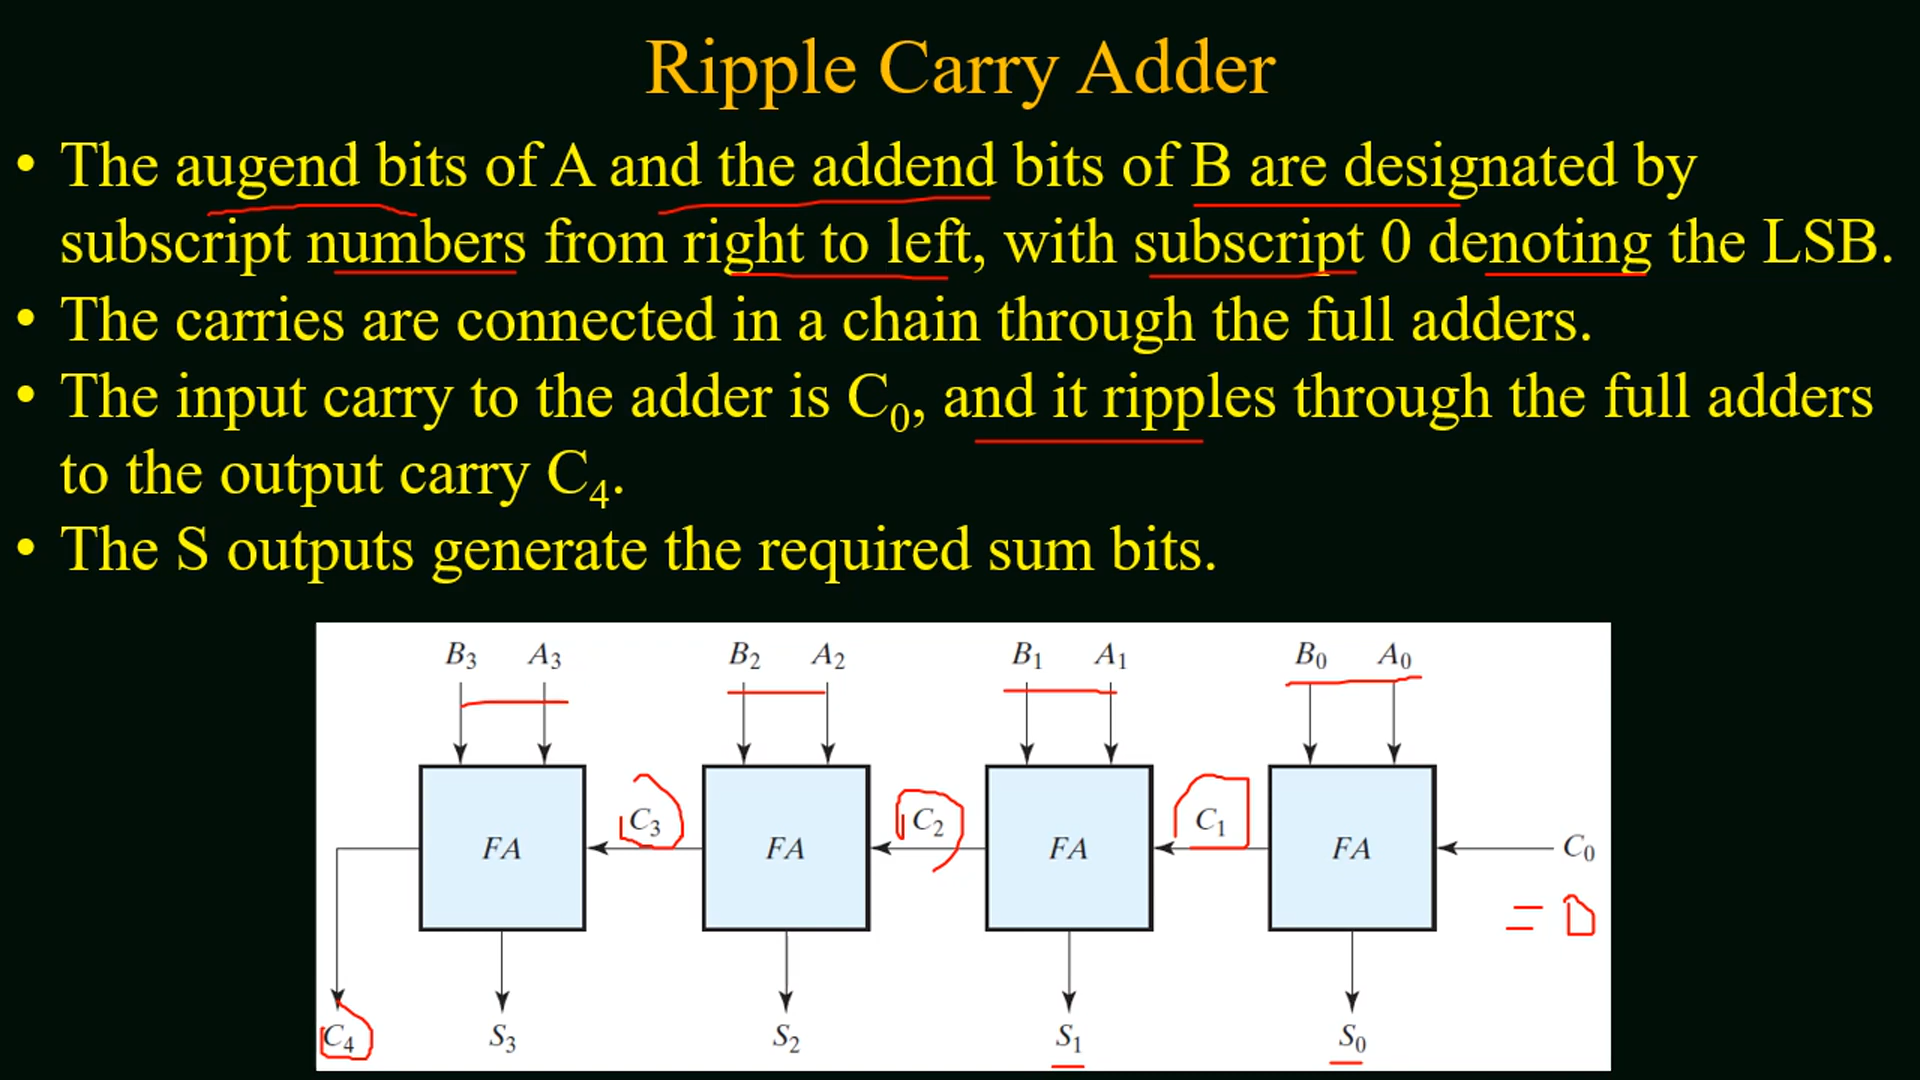 Ripple Carry Adder
• The augend bits of A and the addend bits of B are designated by
subscript numbers from right to left, with subscript 0 denoting the LSB.
• The carries are connected in a chain through the full adders.
• The input carry to the adder is C₀, and it ripples through the full adders
to the output carry C₄.
• The S outputs generate the required sum bits.
B₃ A₃ B₂ A₂ B₁ A₁ B₀ A₀
C₃ C₂ C₁
FA FA FA FA C₀
= 0
C₄ S₃ S₂ S₁ S₀